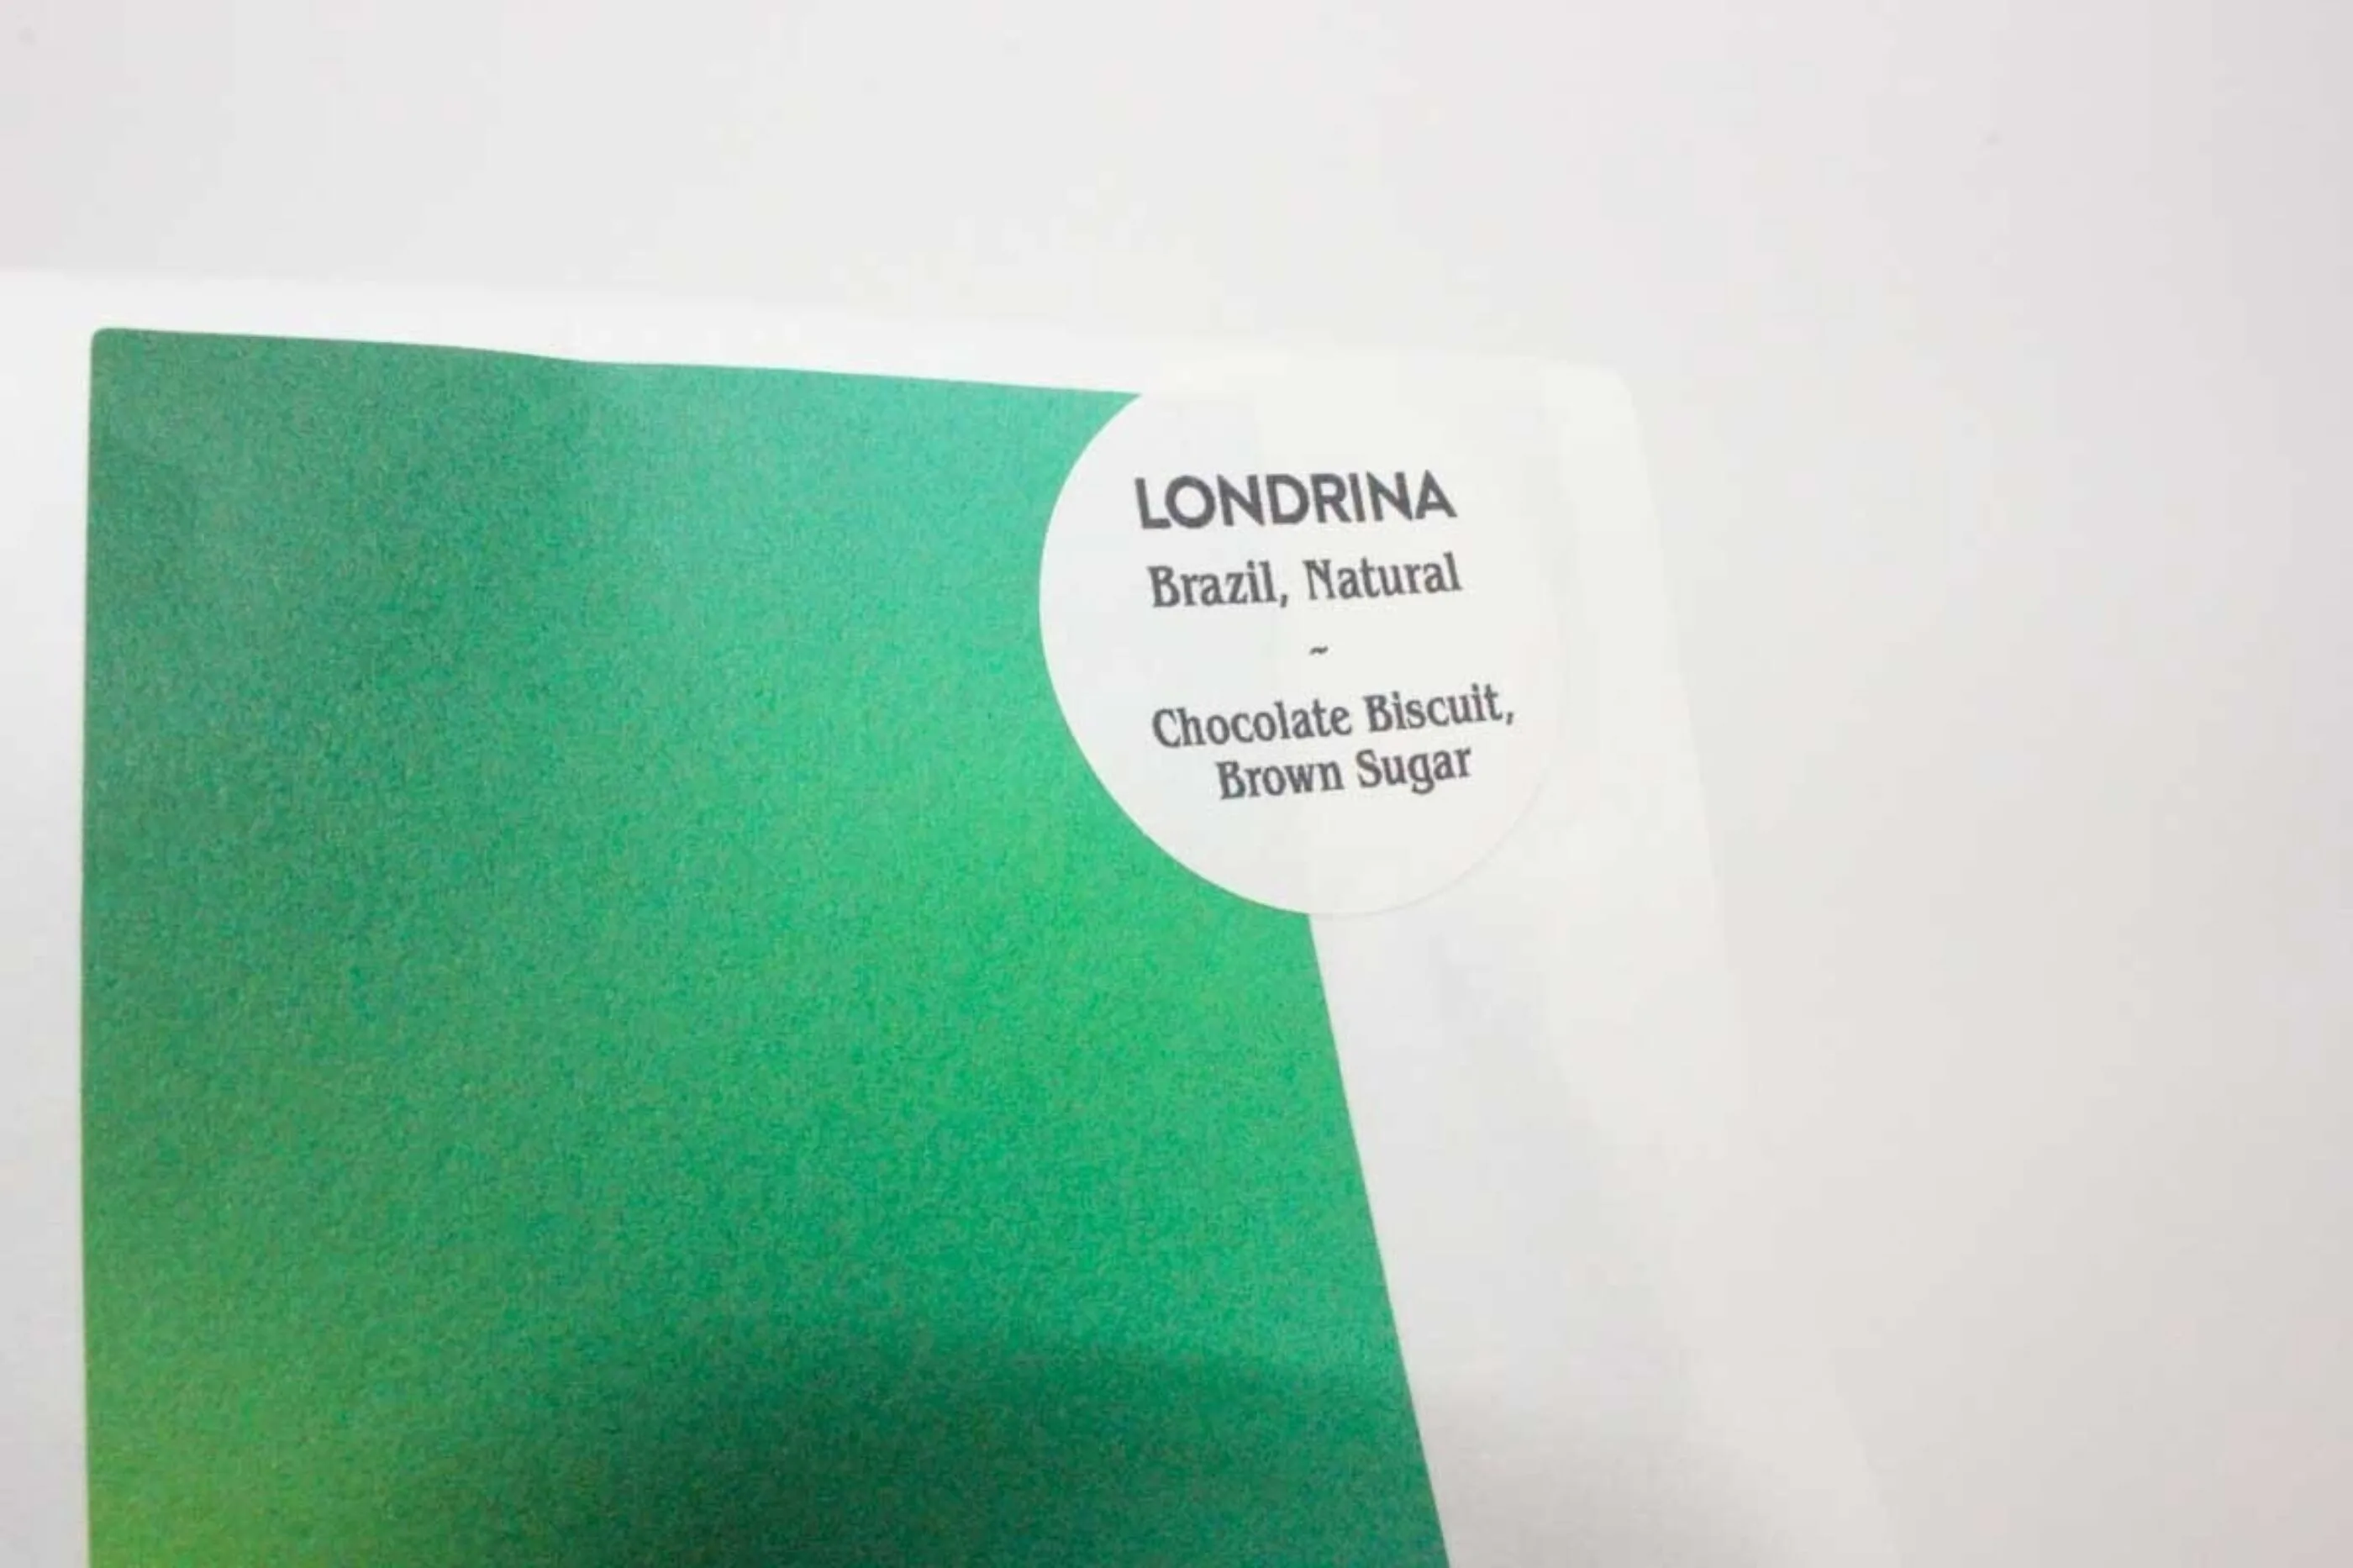 LONDRINA
Brazil, Natural
~
Chocolate Biscuit,
Brown Sugar